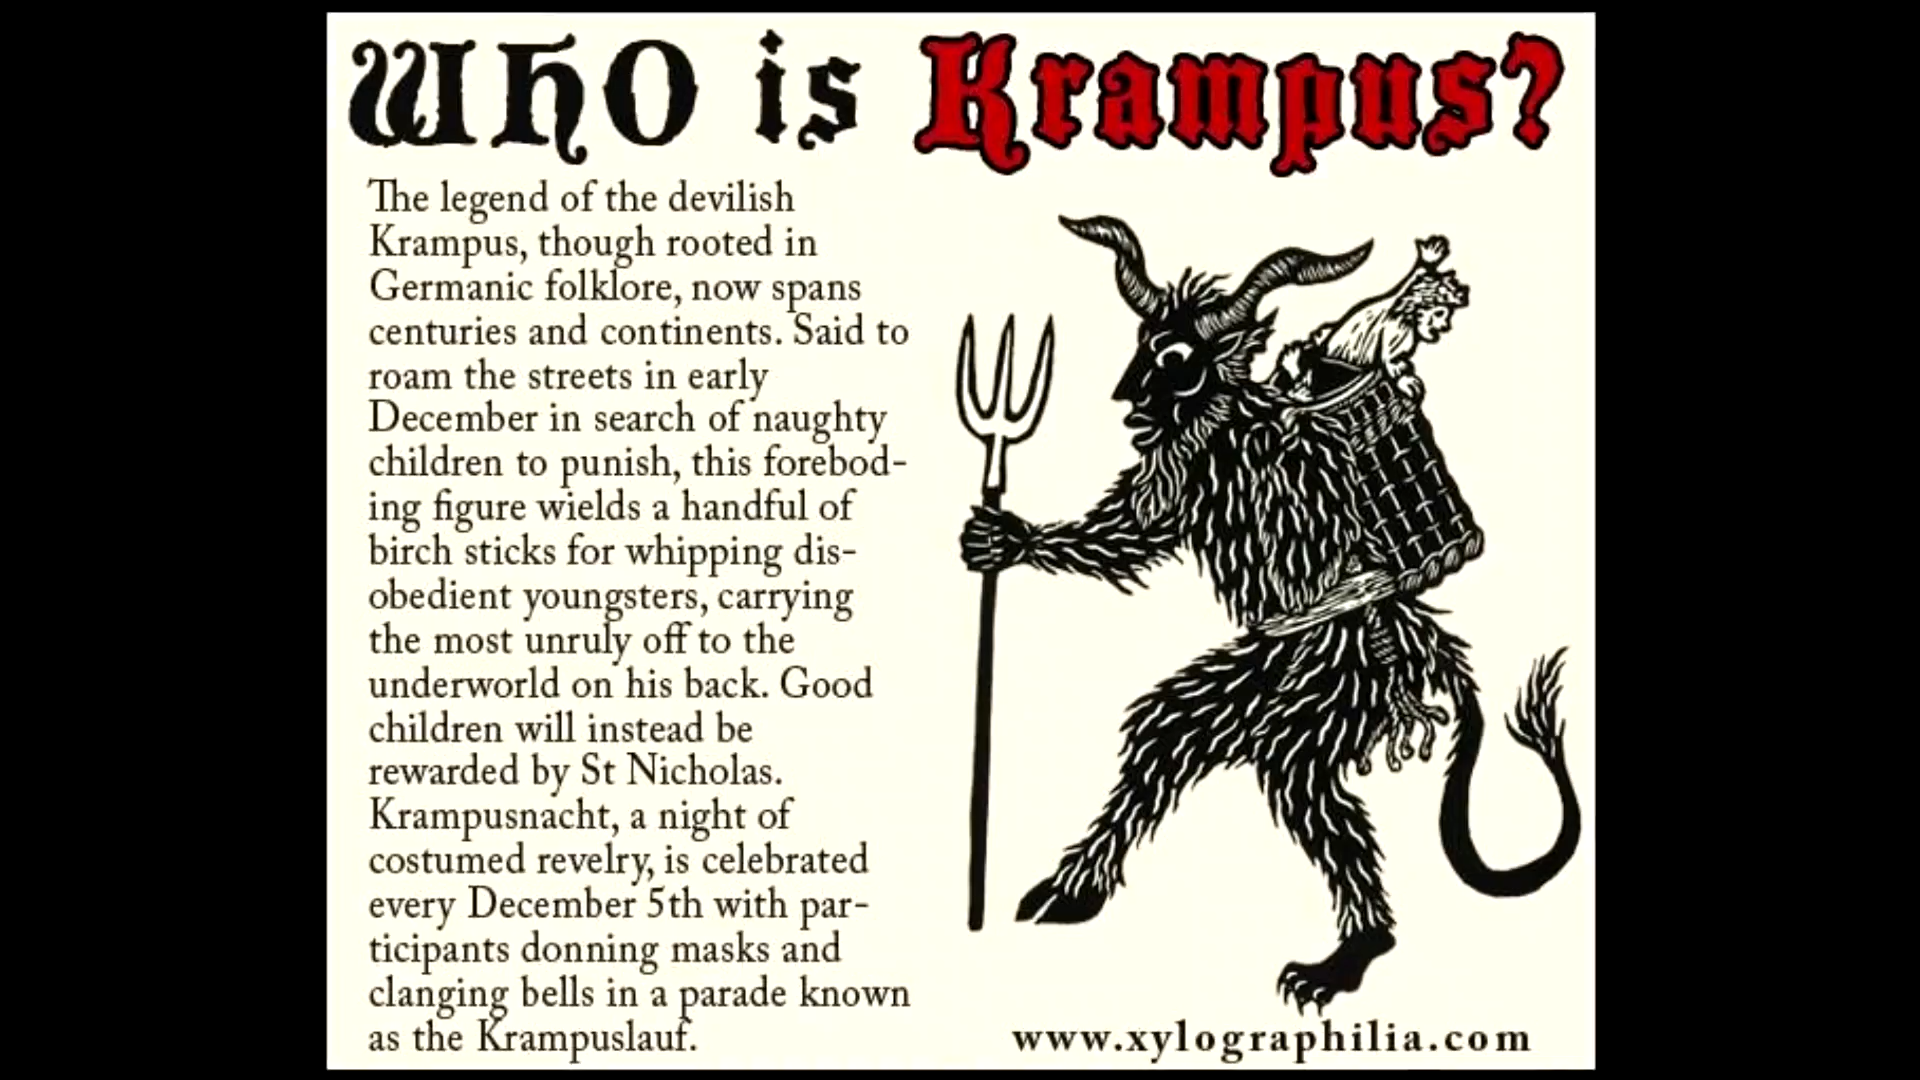 Who is Krampus?
The legend of the devilish
Krampus, though rooted in
Germanic folklore, now spans
centuries and continents. Said to
roam the streets in early
December in search of naughty
children to punish, this forebod-
ing figure wields a handful of
birch sticks for whipping dis-
obedient youngsters, carrying
the most unruly off to the
underworld on his back. Good
children will instead be
rewarded by St Nicholas.
Krampusnacht, a night of
costumed revelry, is celebrated
every December 5th with par-
ticipants donning masks and
clanging bells in a parade known
as the Krampuslauf.
www.xylographilia.com